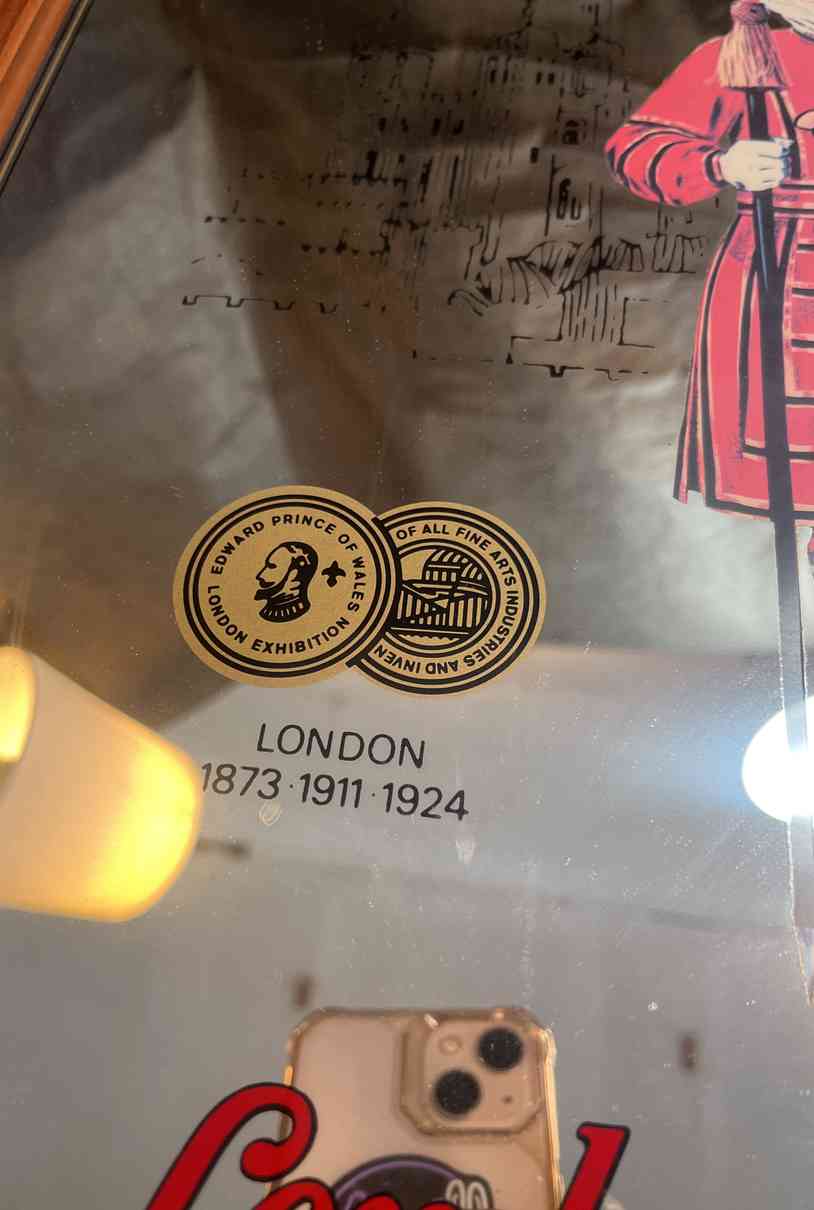 EDWARD PRINCE OF WALES
LONDON EXHIBITION
OF ALL FINE ARTS INDUSTRIES AND INVEN
LONDON
1873·1911·1924